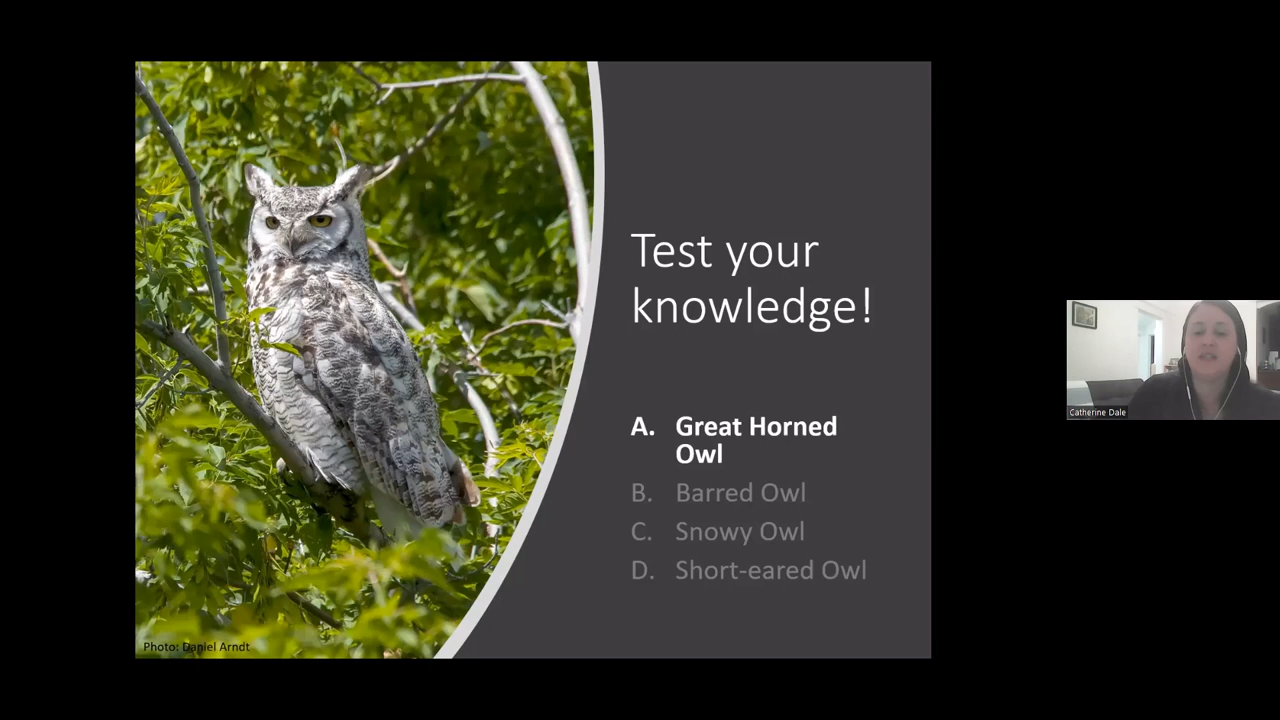 Test your
knowledge!
A. Great Horned
Owl
B. Barred Owl
C. Snowy Owl
D. Short-eared Owl
Photo: Daniel Arndt
Catherine Dale